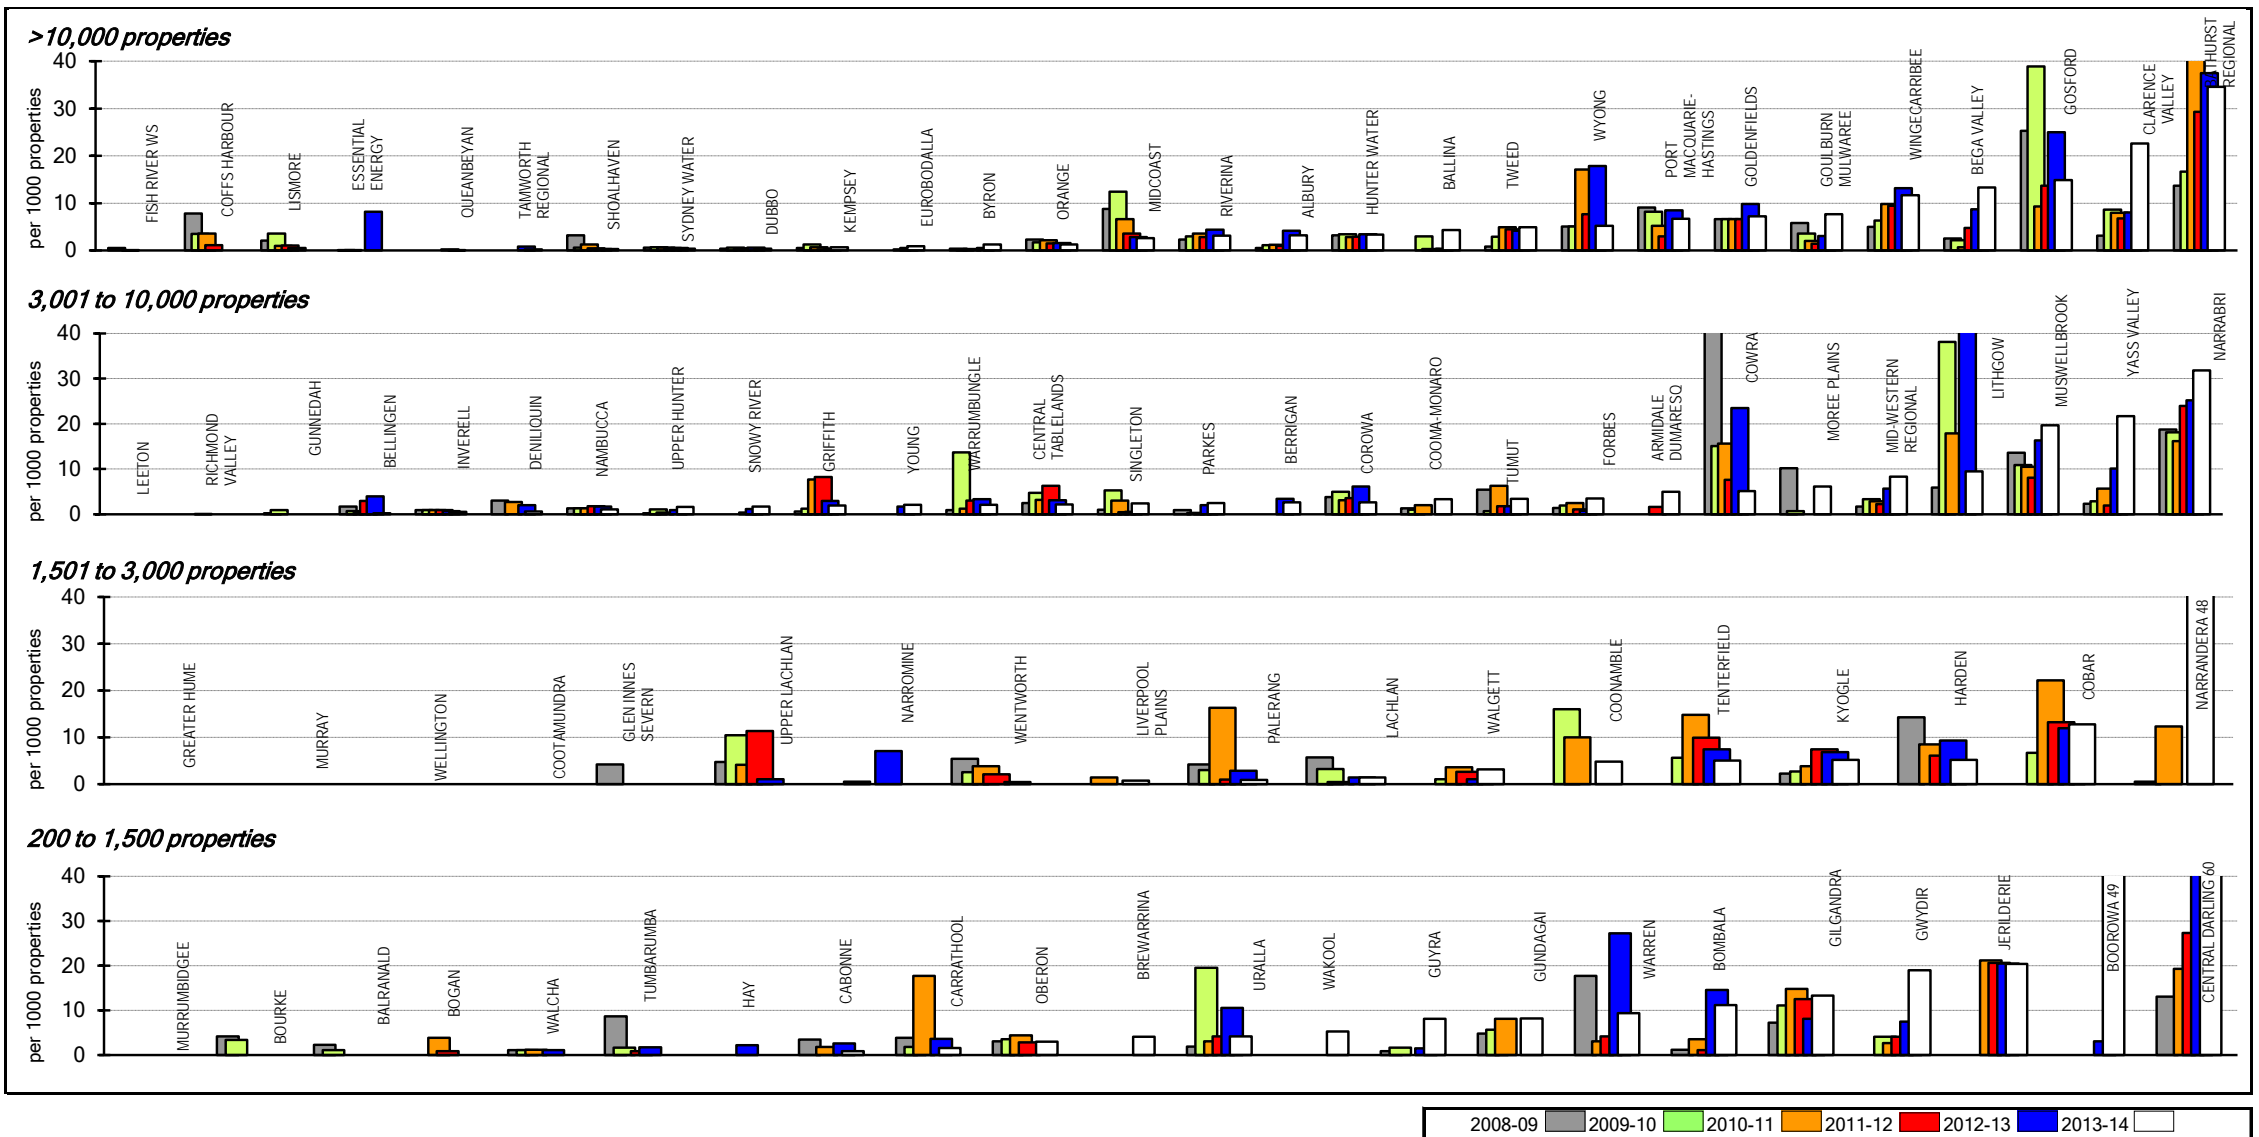 >10,000 properties
per 1000 properties
40
30
20
10
0
FISH RIVER WS
COFFS HARBOUR
LISMORE
ESSENTIAL
ENERGY
QUEANBEYAN
TAMWORTH
REGIONAL
SHOALHAVEN
SYDNEY WATER
DUBBO
KEMPSEY
EUROBODALLA
BYRON
ORANGE
MIDCOAST
RIVERINA
ALBURY
HUNTER WATER
BALLINA
TWEED
WYONG
PORT
MACQUARIE-
HASTINGS
GOLDENFIELDS
GOULBURN
MULWAREE
WINGECARRIBEE
BEGA VALLEY
GOSFORD
CLARENCE
VALLEY
REGIONAL
3,001 to 10,000 properties
per 1000 properties
40
30
20
10
0
LEETON
RICHMOND
VALLEY
GUNNEDAH
BELLINGEN
INVERELL
DENILIQUIN
NAMBUCCA
UPPER HUNTER
SNOWY RIVER
GRIFFITH
YOUNG
WARRUMBUNGLE
CENTRAL
TABLELANDS
SINGLETON
PARKES
BERRIGAN
COROWA
COOMA-MONARO
TUMUT
FORBES
ARMIDALE
DUMARESQ
COWRA
MOREE PLAINS
MID-WESTERN
REGIONAL
LITHGOW
MUSWELLBROOK
YASS VALLEY
NARRABRI
1,501 to 3,000 properties
per 1000 properties
40
30
20
10
0
GREATER HUME
MURRAY
WELLINGTON
COOTAMUNDRA
GLEN INNES
SEVERN
UPPER LACHLAN
NARROMINE
WENTWORTH
LIVERPOOL
PLAINS
PALERANG
LACHLAN
WALGETT
COONAMBLE
TENTERFIELD
KYOGLE
HARDEN
COBAR
NARRANDERA 48
200 to 1,500 properties
per 1000 properties
40
30
20
10
0
MURRUMBIDGEE
BOURKE
BALRANALD
BOGAN
WALCHA
TUMBARUMBA
HAY
CABONNE
CARRATHOOL
OBERON
BREWARRINA
URALLA
WAKOOL
GUYRA
GUNDAGAI
WARREN
BOMBALA
GILGANDRA
GWYDIR
JERILDERIE
BOOROWA 49
CENTRAL DARLING 60
2008-09 2009-10 2010-11 2011-12 2012-13 2013-14